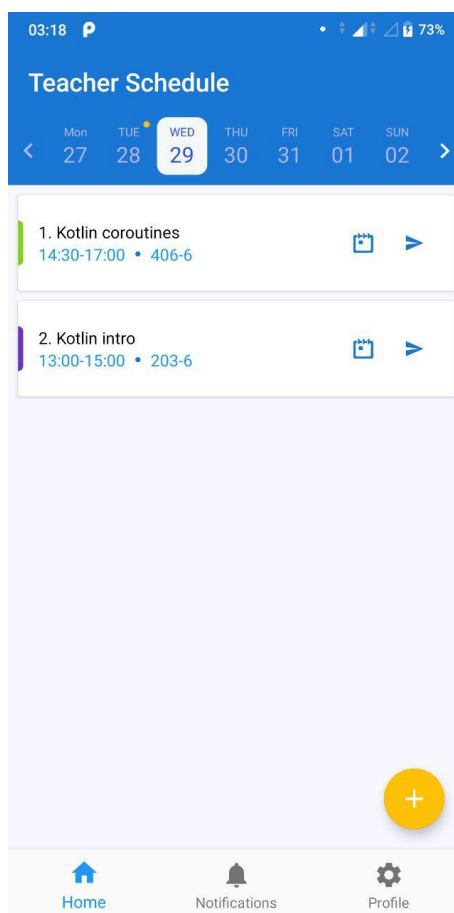 03:18 73%
Teacher Schedule
Mon TUE WED THU FRI SAT SUN
27 28 29 30 31 01 02
1. Kotlin coroutines
14:30-17:00 • 406-6
2. Kotlin intro
13:00-15:00 • 203-6
Home Notifications Profile